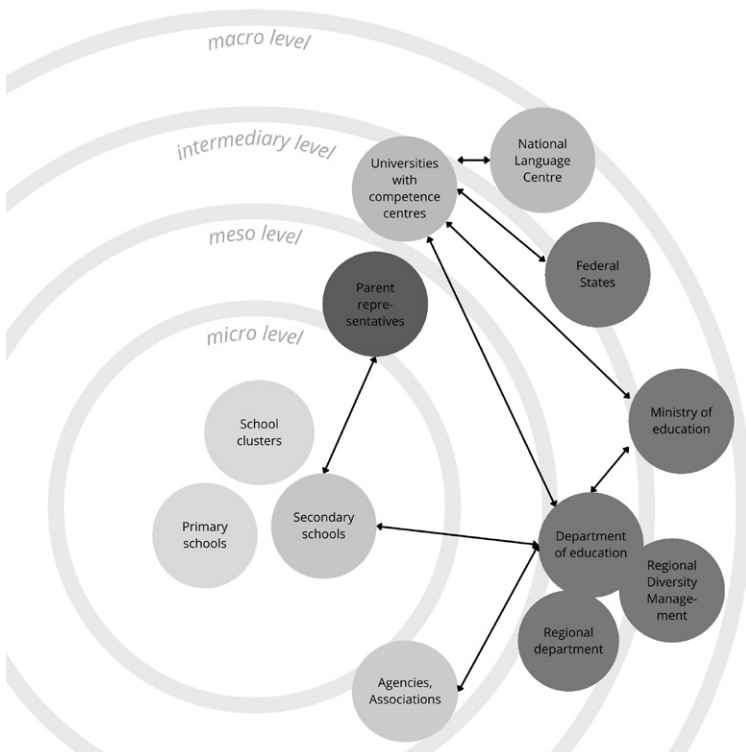 macro level
intermediary level
Universities
with
competence
centres
National
Language
Centre
meso level
Federal
States
Parent
repre-
sentatives
micro level
School
clusters
Ministry of
education
Primary
schools
Secondary
schools
Department
of education
Regional
Diversity
Manage-
ment
Regional
department
Agencies,
Associations